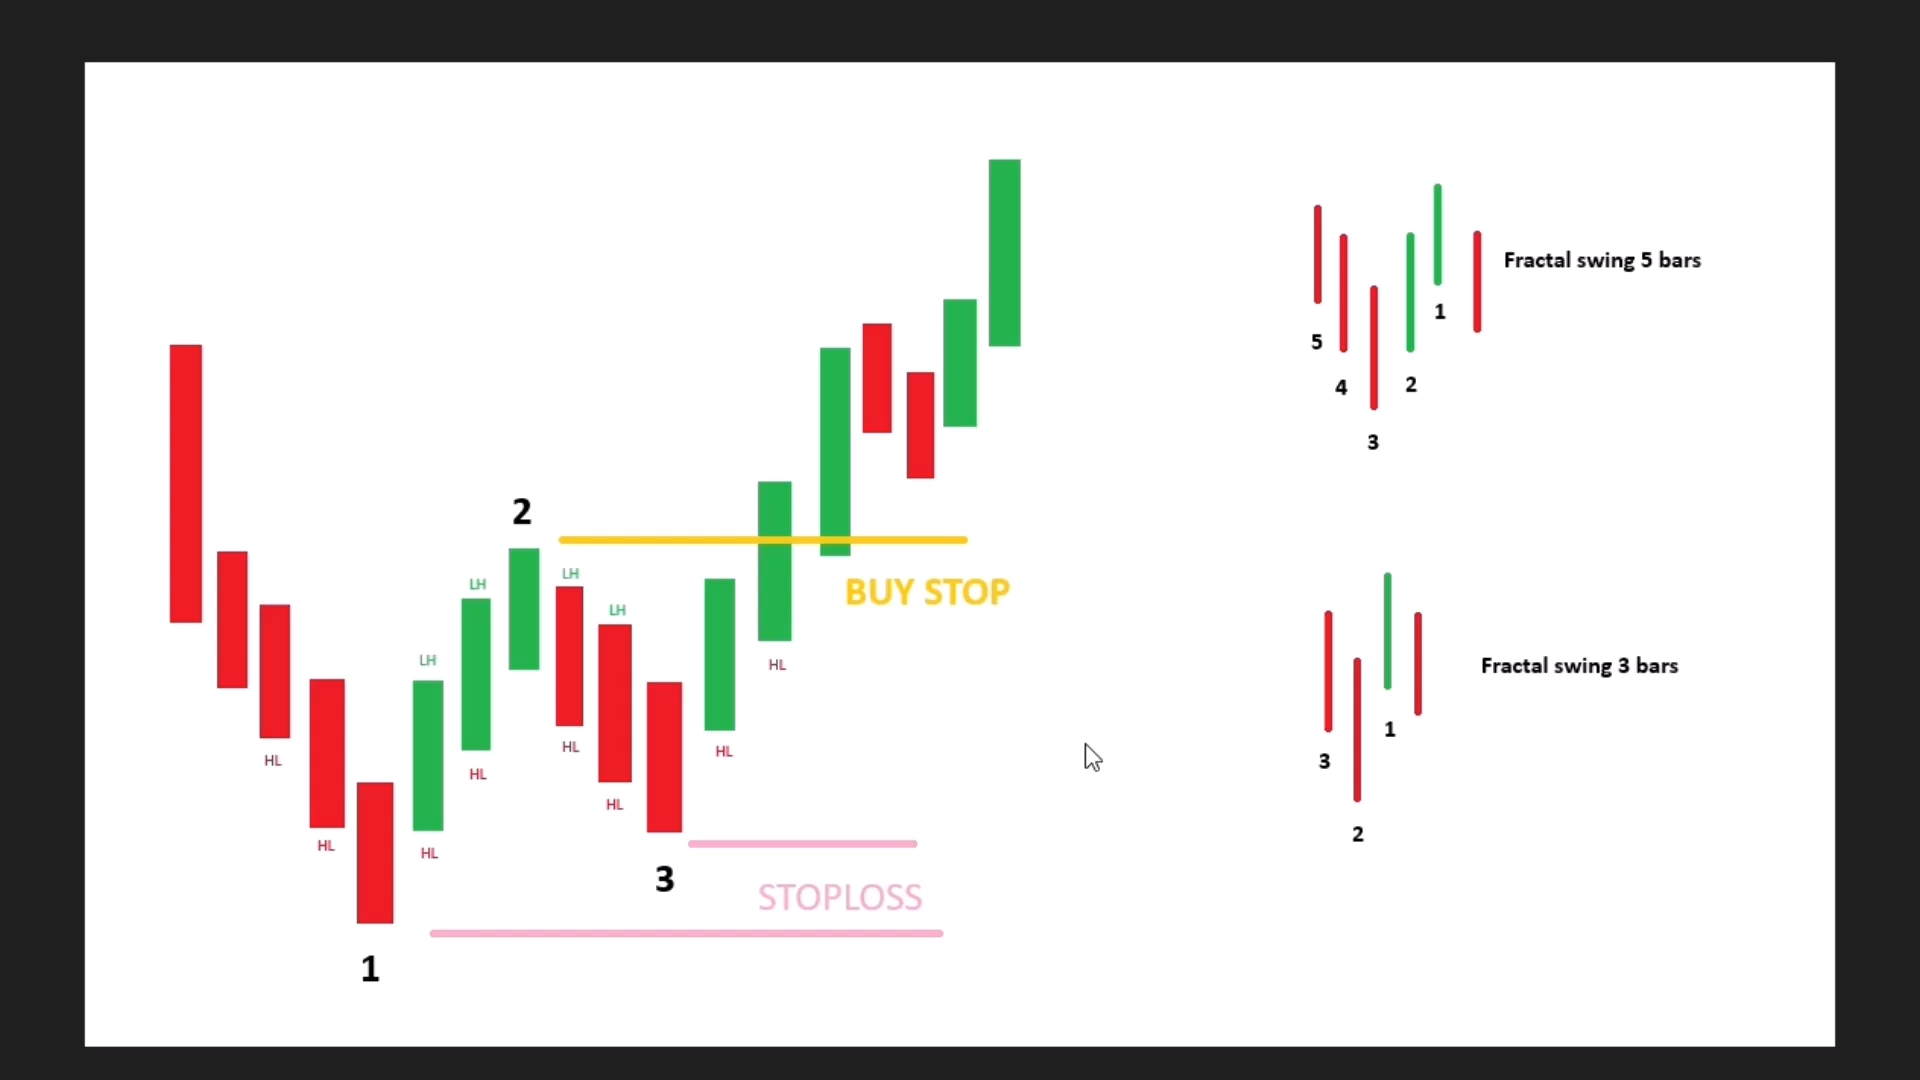 2
LH
LH
LH
LH
BUY STOP
HL
HL
HL
HL
HL
HL
HL
HL
3
STOPLOSS
1
Fractal swing 5 bars
1
5
4
2
3
Fractal swing 3 bars
1
3
2